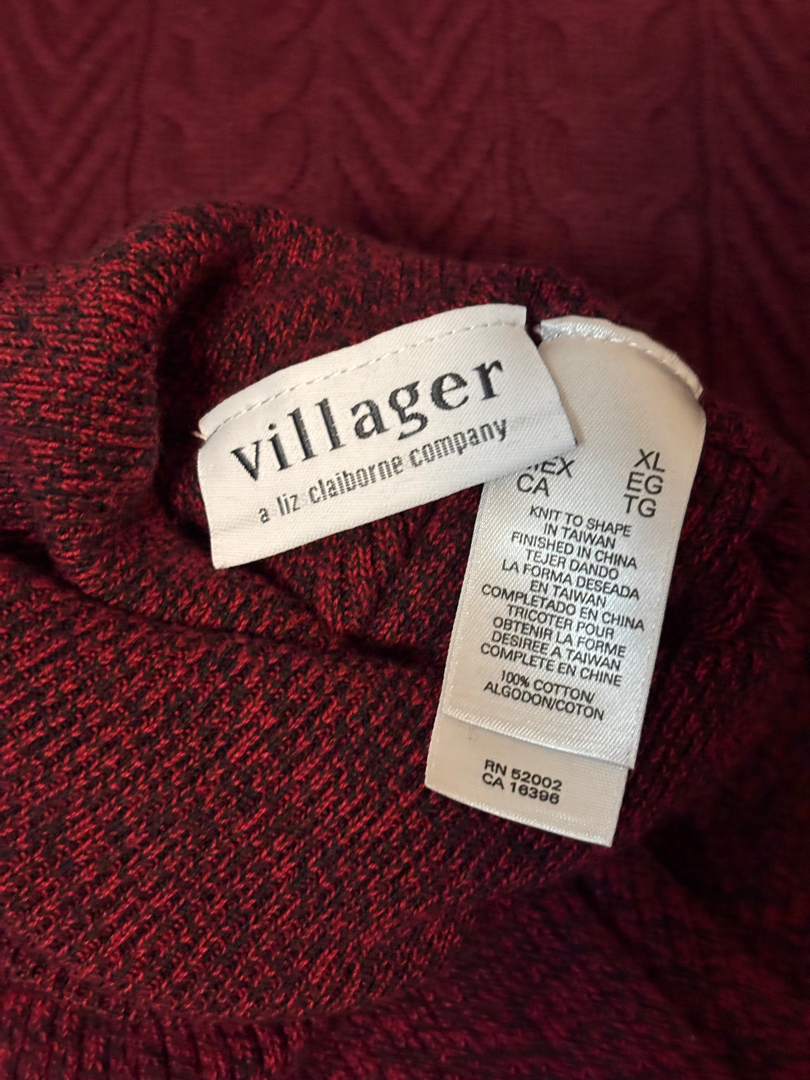 villager
a liz claiborne company
XL
EG
CA TG
KNIT TO SHAPE
IN TAIWAN
FINISHED IN CHINA
TEJER DANDO
LA FORMA DESEADA
EN TAIWAN
COMPLETADO EN CHINA
TRICOTER POUR
OBTENIR LA FORME
DESIREE A TAIWAN
COMPLETE EN CHINE
100% COTTON/
ALGODON/COTON
RN 52002
CA 16396